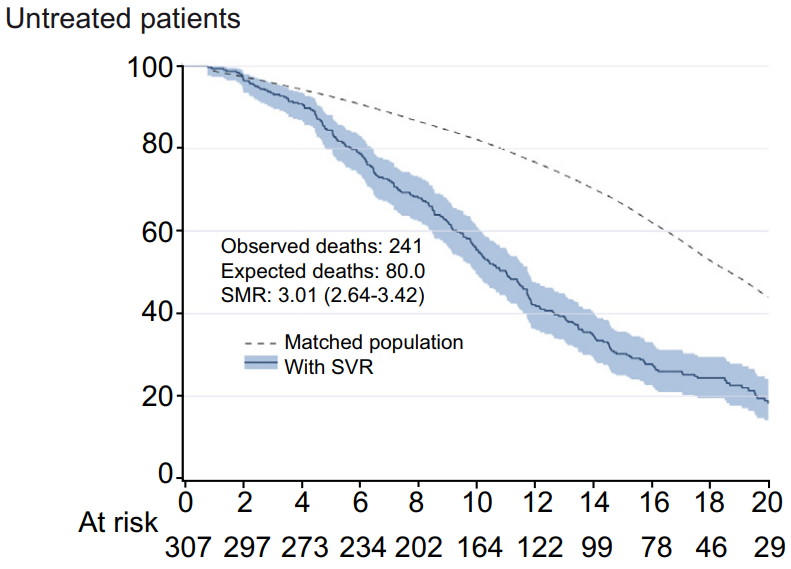 Untreated patients
100
80
60
40
20
0
Observed deaths: 241
Expected deaths: 80.0
SMR: 3.01 (2.64-3.42)
Matched population
With SVR
0 2 4 6 8 10 12 14 16 18 20
At risk
307 297 273 234 202 164 122 99 78 46 29